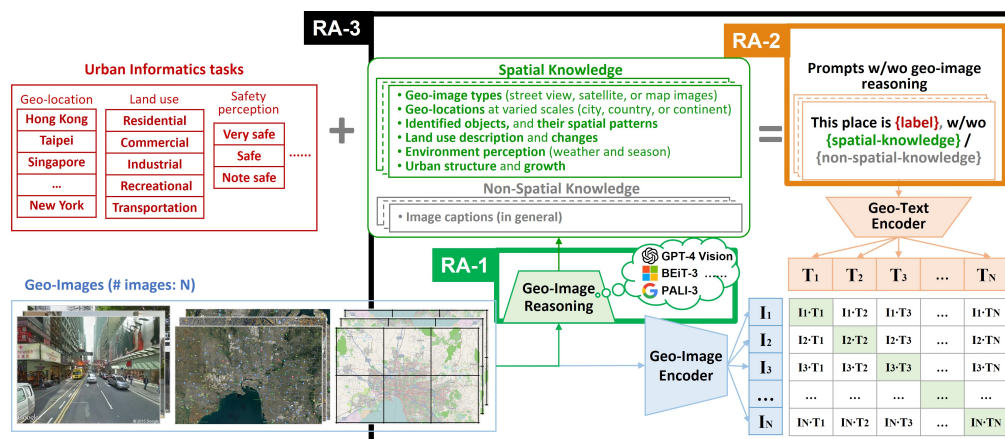 RA-3
RA-2
Urban Informatics tasks
Geo-location
Hong Kong
Taipei
Singapore
...
New York
Land use
Residential
Commercial
Industrial
Recreational
Transportation
Safety
perception
Very safe
Safe
Note safe
......
+
Spatial Knowledge
• Geo-image types (street view, satellite, or map images)
• Geo-locations at varied scales (city, country, or continent)
• Identified objects, and their spatial patterns
• Land use description and changes
• Environment perception (weather and season)
• Urban structure and growth
Non-Spatial Knowledge
• Image captions (in general)
=
Prompts w/wo geo-image
reasoning
This place is {label}, w/wo
{spatial-knowledge} /
{non-spatial-knowledge}
Geo-Text
Encoder
RA-1
Geo-Image
Reasoning
GPT-4 Vision
BEiT-3 ......
PALI-3
Geo-Images (# images: N)
Google
Geo-Image
Encoder
T1 T2 T3 ... TN
I1 I1·T1 I1·T2 I1·T3 ... I1·TN
I2 I2·T1 I2·T2 I2·T3 ... I2·TN
I3 I3·T1 I3·T2 I3·T3 ... I3·TN
... ... ... ... ... ...
IN IN·T1 IN·T2 IN·T3 ... IN·TN